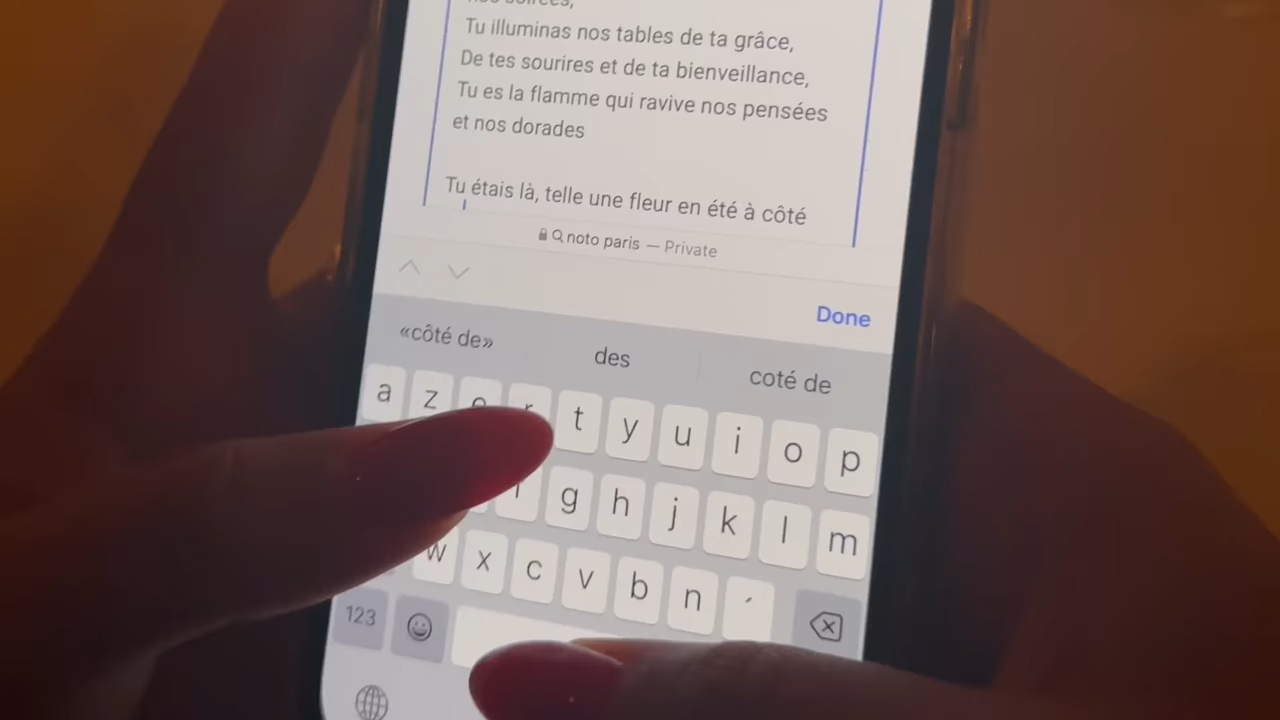 nos soirées,
Tu illuminas nos tables de ta grâce,
De tes sourires et de ta bienveillance,
Tu es la flamme qui ravive nos pensées
et nos dorades
Tu étais là, telle une fleur en été à côté
noto paris — Private
Done
«côté de» des coté de
a z e r t y u i o p
g h j k l m
w x c v b n ´
123